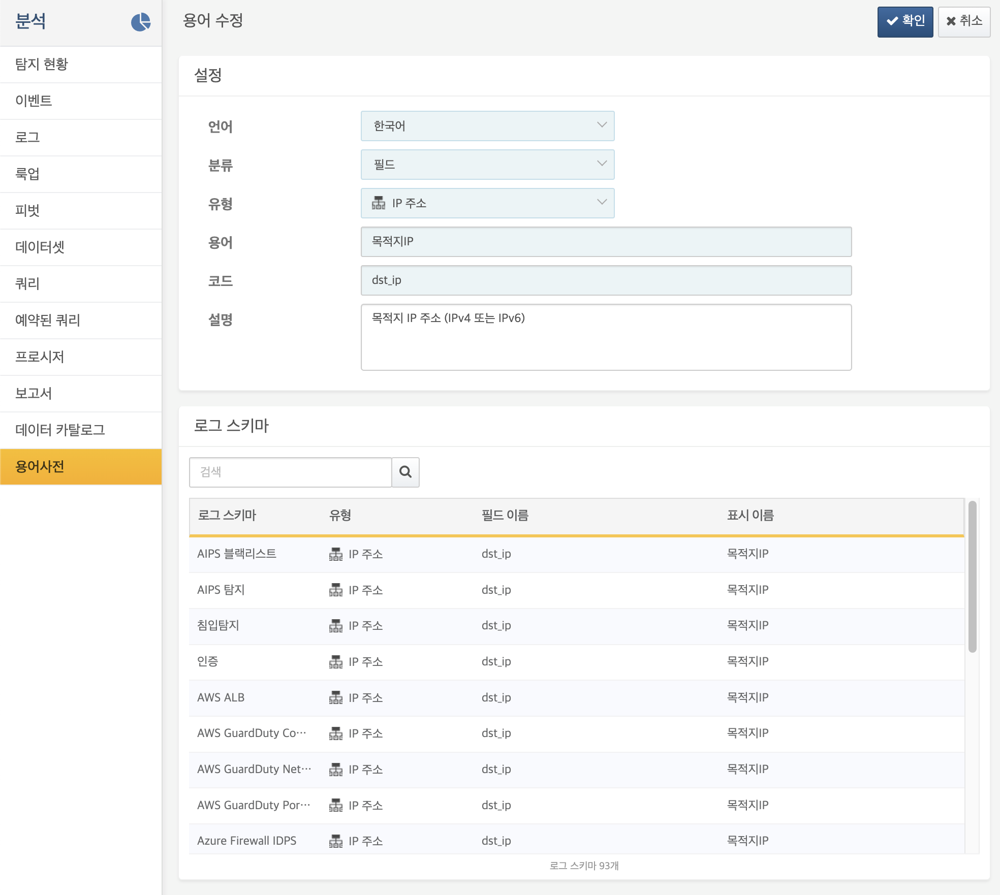 분석
탐지 현황
이벤트
로그
룩업
피벗
데이터셋
쿼리
예약된 쿼리
프로시저
보고서
데이터 카탈로그
용어사전
용어 수정
확인
취소
설정
언어 한국어
분류 필드
유형 IP 주소
용어 목적지IP
코드 dst_ip
설명 목적지 IP 주소 (IPv4 또는 IPv6)
로그 스키마
검색
로그 스키마 유형 필드 이름 표시 이름
AIPS 블랙리스트 IP 주소 dst_ip 목적지IP
AIPS 탐지 IP 주소 dst_ip 목적지IP
침입탐지 IP 주소 dst_ip 목적지IP
인증 IP 주소 dst_ip 목적지IP
AWS ALB IP 주소 dst_ip 목적지IP
AWS GuardDuty Co… IP 주소 dst_ip 목적지IP
AWS GuardDuty Net… IP 주소 dst_ip 목적지IP
AWS GuardDuty Por… IP 주소 dst_ip 목적지IP
Azure Firewall IDPS IP 주소 dst_ip 목적지IP
로그 스키마 93개